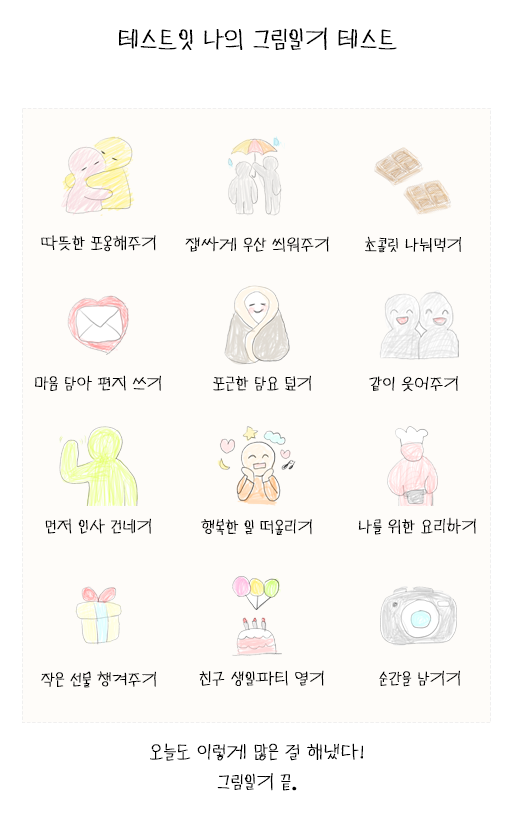 테스트잇 나의 그림일기 테스트
따뜻한 포옹해주기
잽싸게 우산 씌워주기
초콜릿 나눠먹기
마음 담아 편지 쓰기
포근한 담요 덮기
같이 웃어주기
먼저 인사 건네기
행복한 일 떠올리기
나를 위한 요리하기
작은 선물 챙겨주기
친구 생일파티 열기
순간을 남기기
오늘도 이렇게 많은 걸 해냈다!
그림일기 끝.